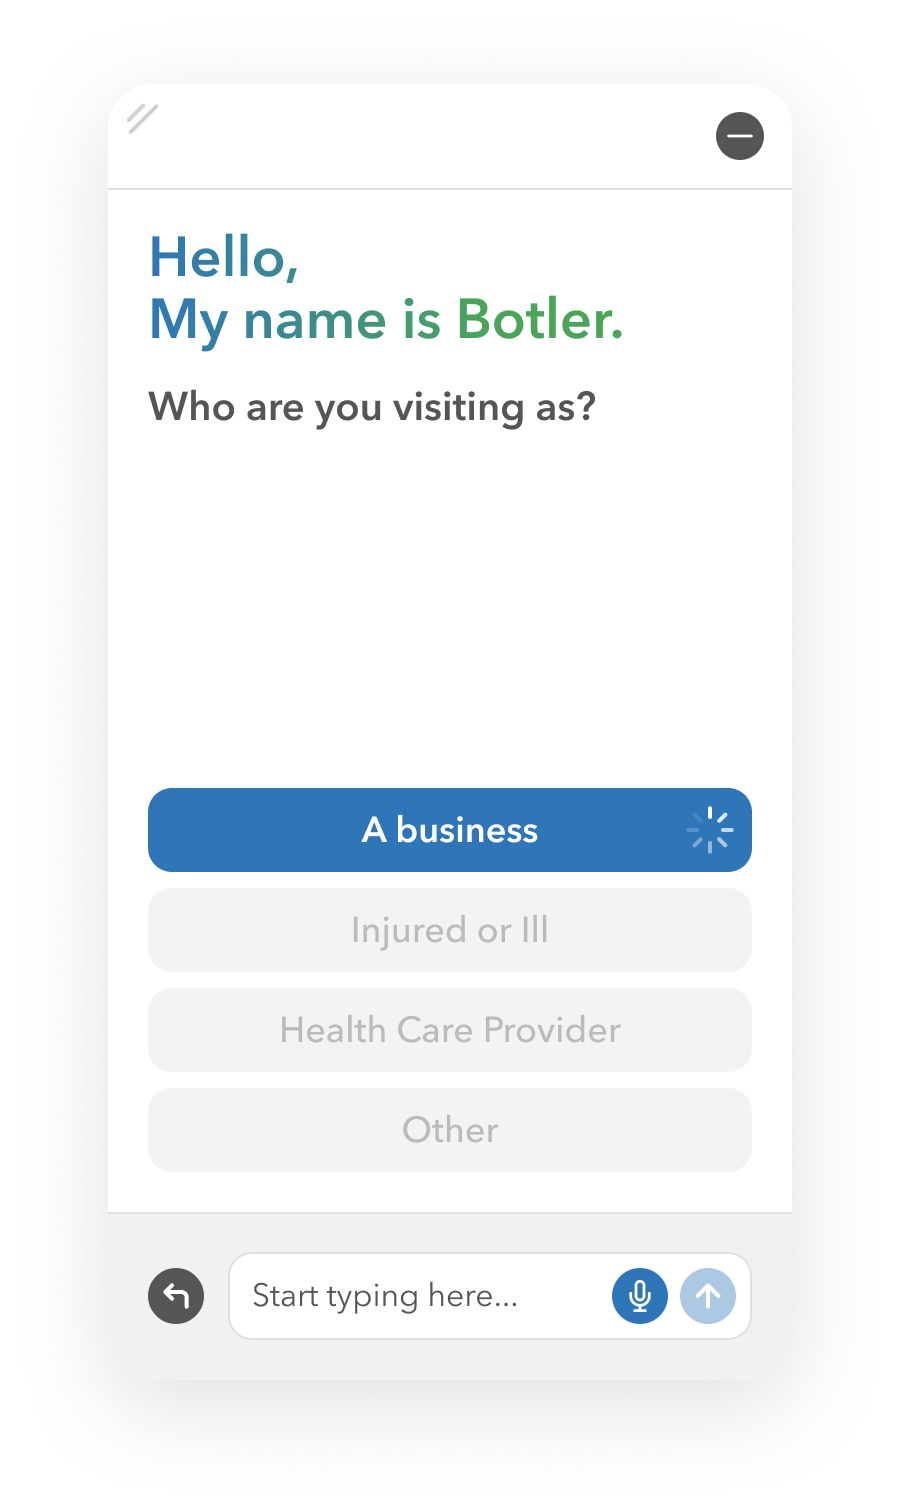 Hello,
My name is Botler.
Who are you visiting as?
A business
Injured or Ill
Health Care Provider
Other
Start typing here...